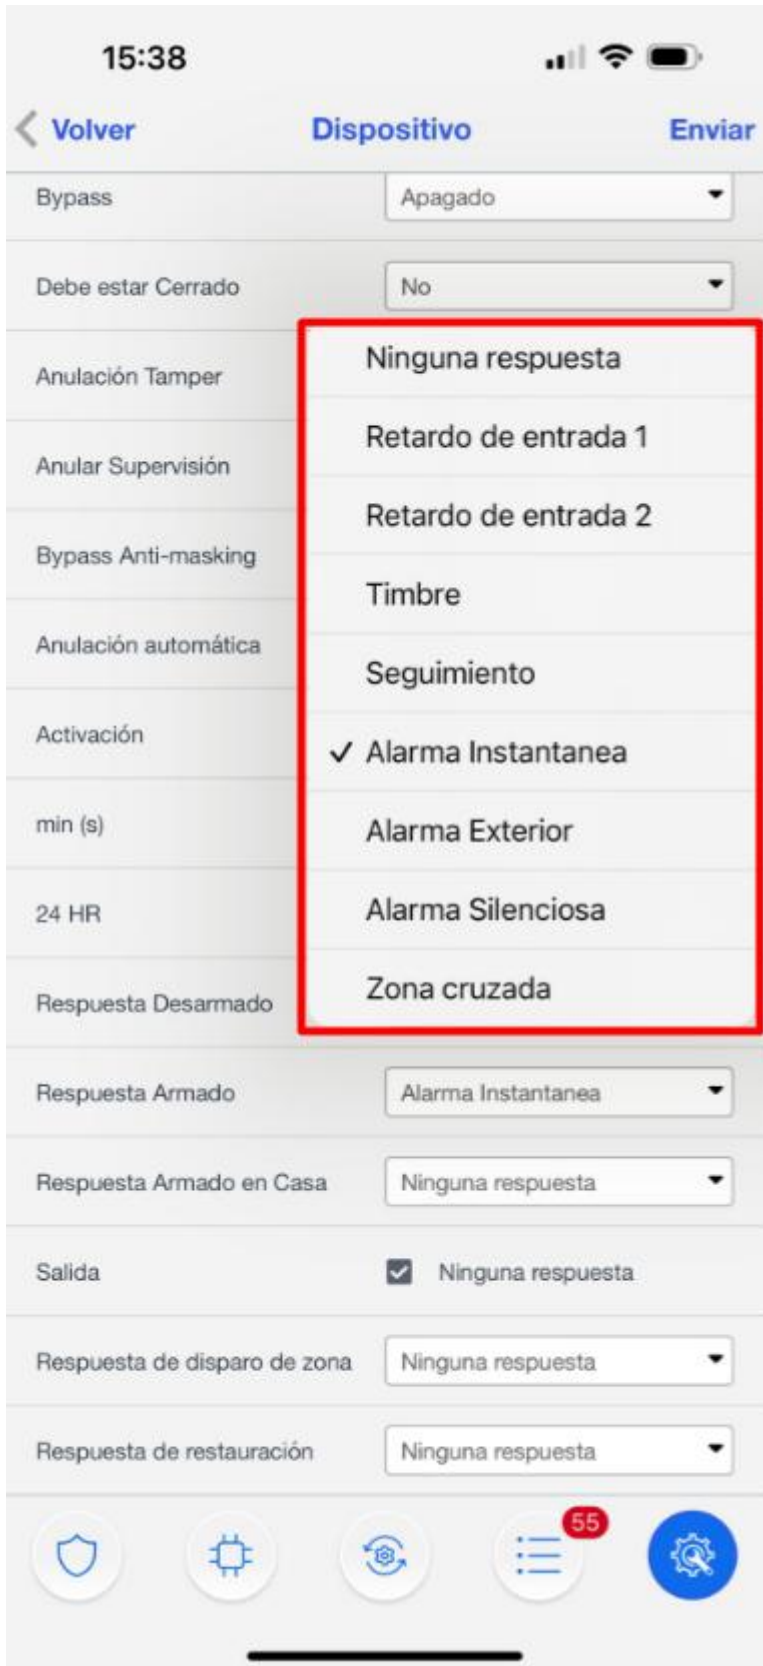 15:38
Volver Dispositivo Enviar
Bypass Apagado
Debe estar Cerrado No
Anulación Tamper Ninguna respuesta
Retardo de entrada 1
Anular Supervisión
Retardo de entrada 2
Bypass Anti-masking
Timbre
Anulación automática
Seguimiento
Activación
✓ Alarma Instantanea
min (s)
Alarma Exterior
24 HR Alarma Silenciosa
Respuesta Desarmado Zona cruzada
Respuesta Armado Alarma Instantanea
Respuesta Armado en Casa Ninguna respuesta
Salida Ninguna respuesta
Respuesta de disparo de zona Ninguna respuesta
Respuesta de restauración Ninguna respuesta
55